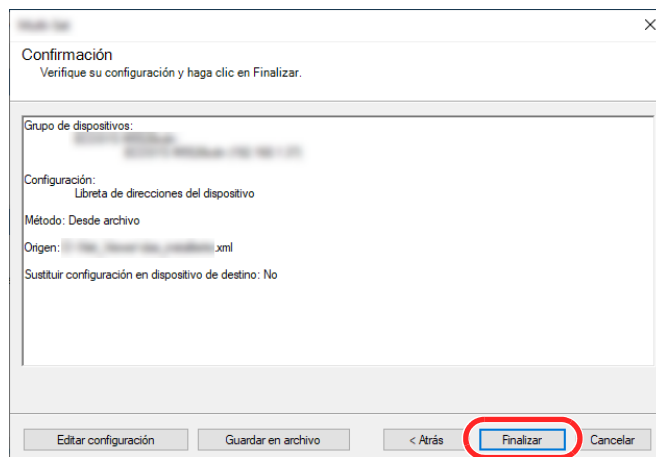 Confirmación
Verifique su configuración y haga clic en Finalizar.
Grupo de dispositivos:
Configuración:
Libreta de direcciones del dispositivo
Método: Desde archivo
Origen: .xml
Sustituir configuración en dispositivo de destino: No
Editar configuración
Guardar en archivo
< Atrás
Finalizar
Cancelar